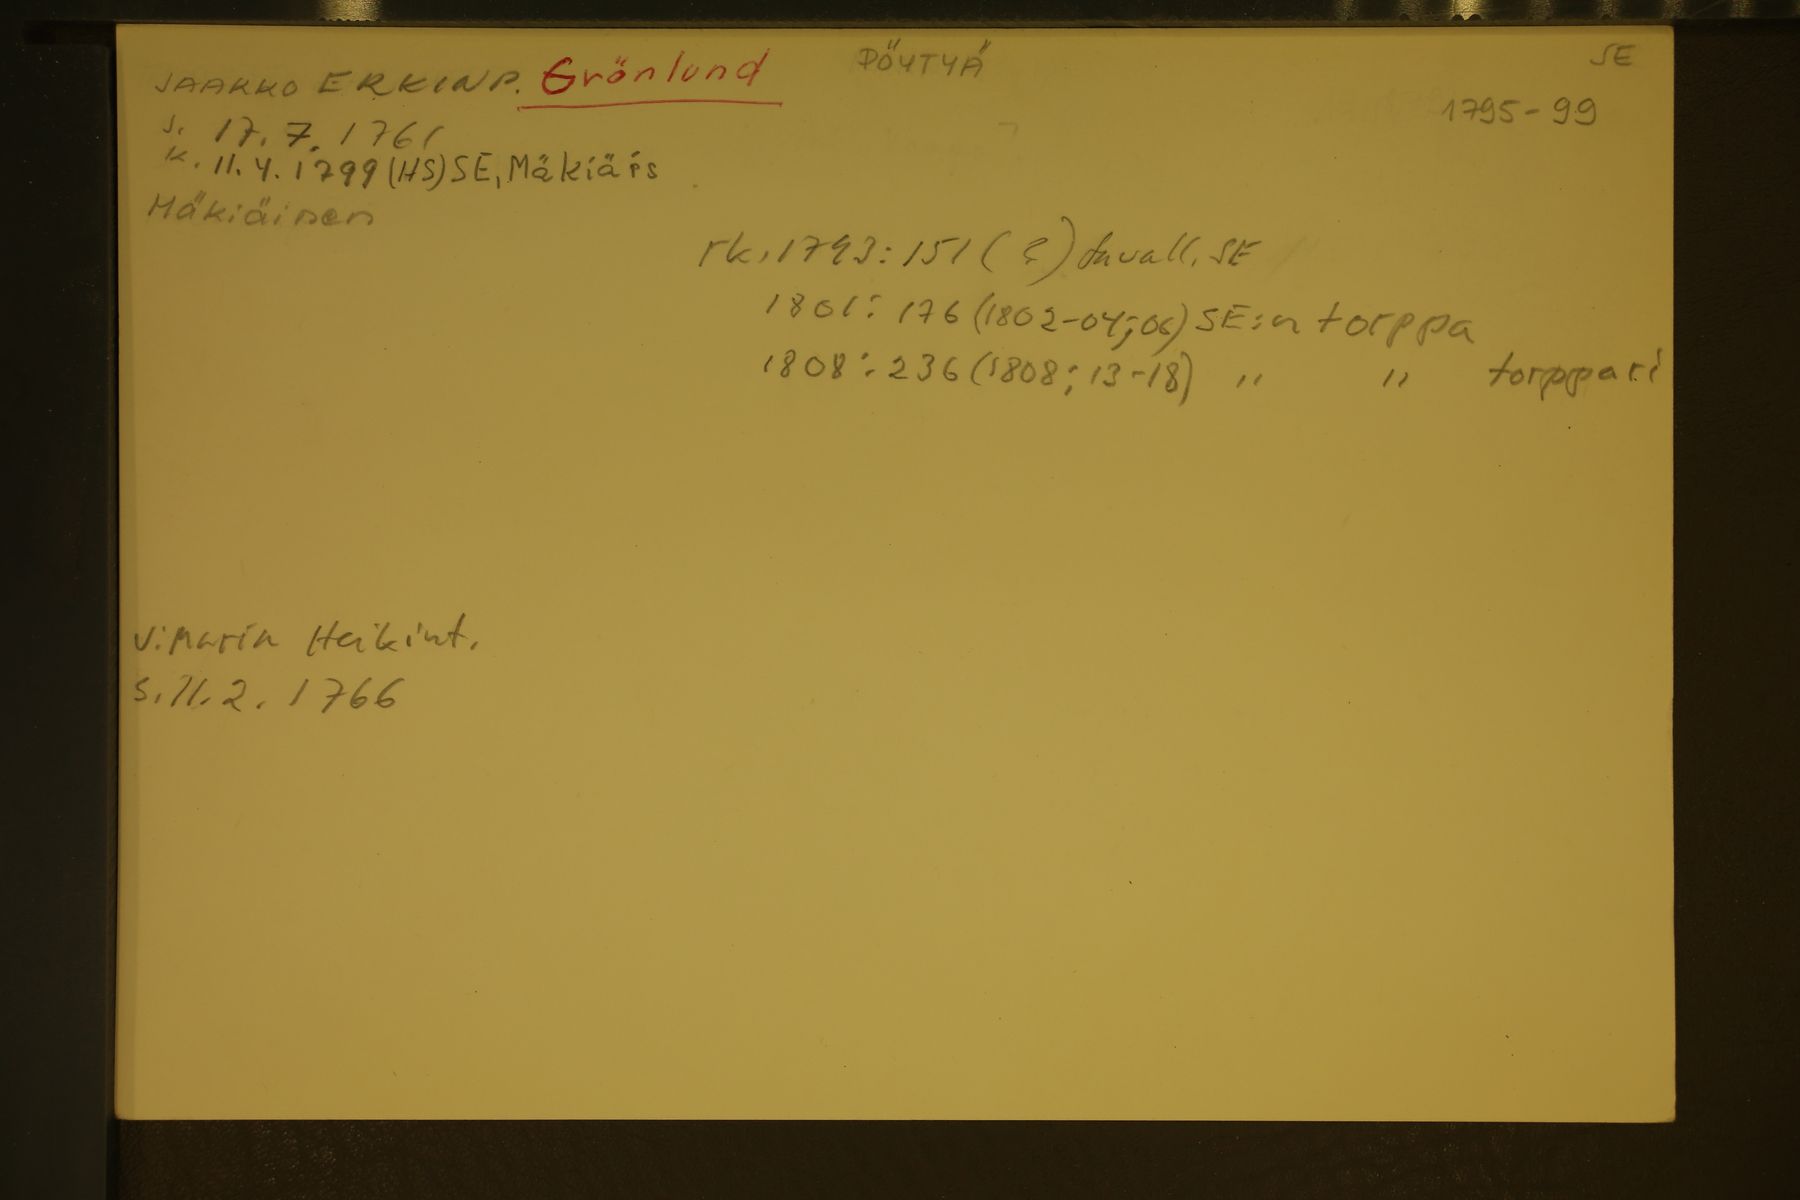 JAAKKO ERKINP. Grönlund PÖYTYÄ SE
1795-99
s. 17.7.1761
k. 11.4.1799 (HS) SE, Mäkiäis
Mäkiäinen
rk. 1793: 151 ( ) tavall. SE
1801: 176 (1802-04; 06) SE:n torppa
1808: 236 (1808; 13-18) " " torppari
v: Maria Heikint.
s. 11.2.1766